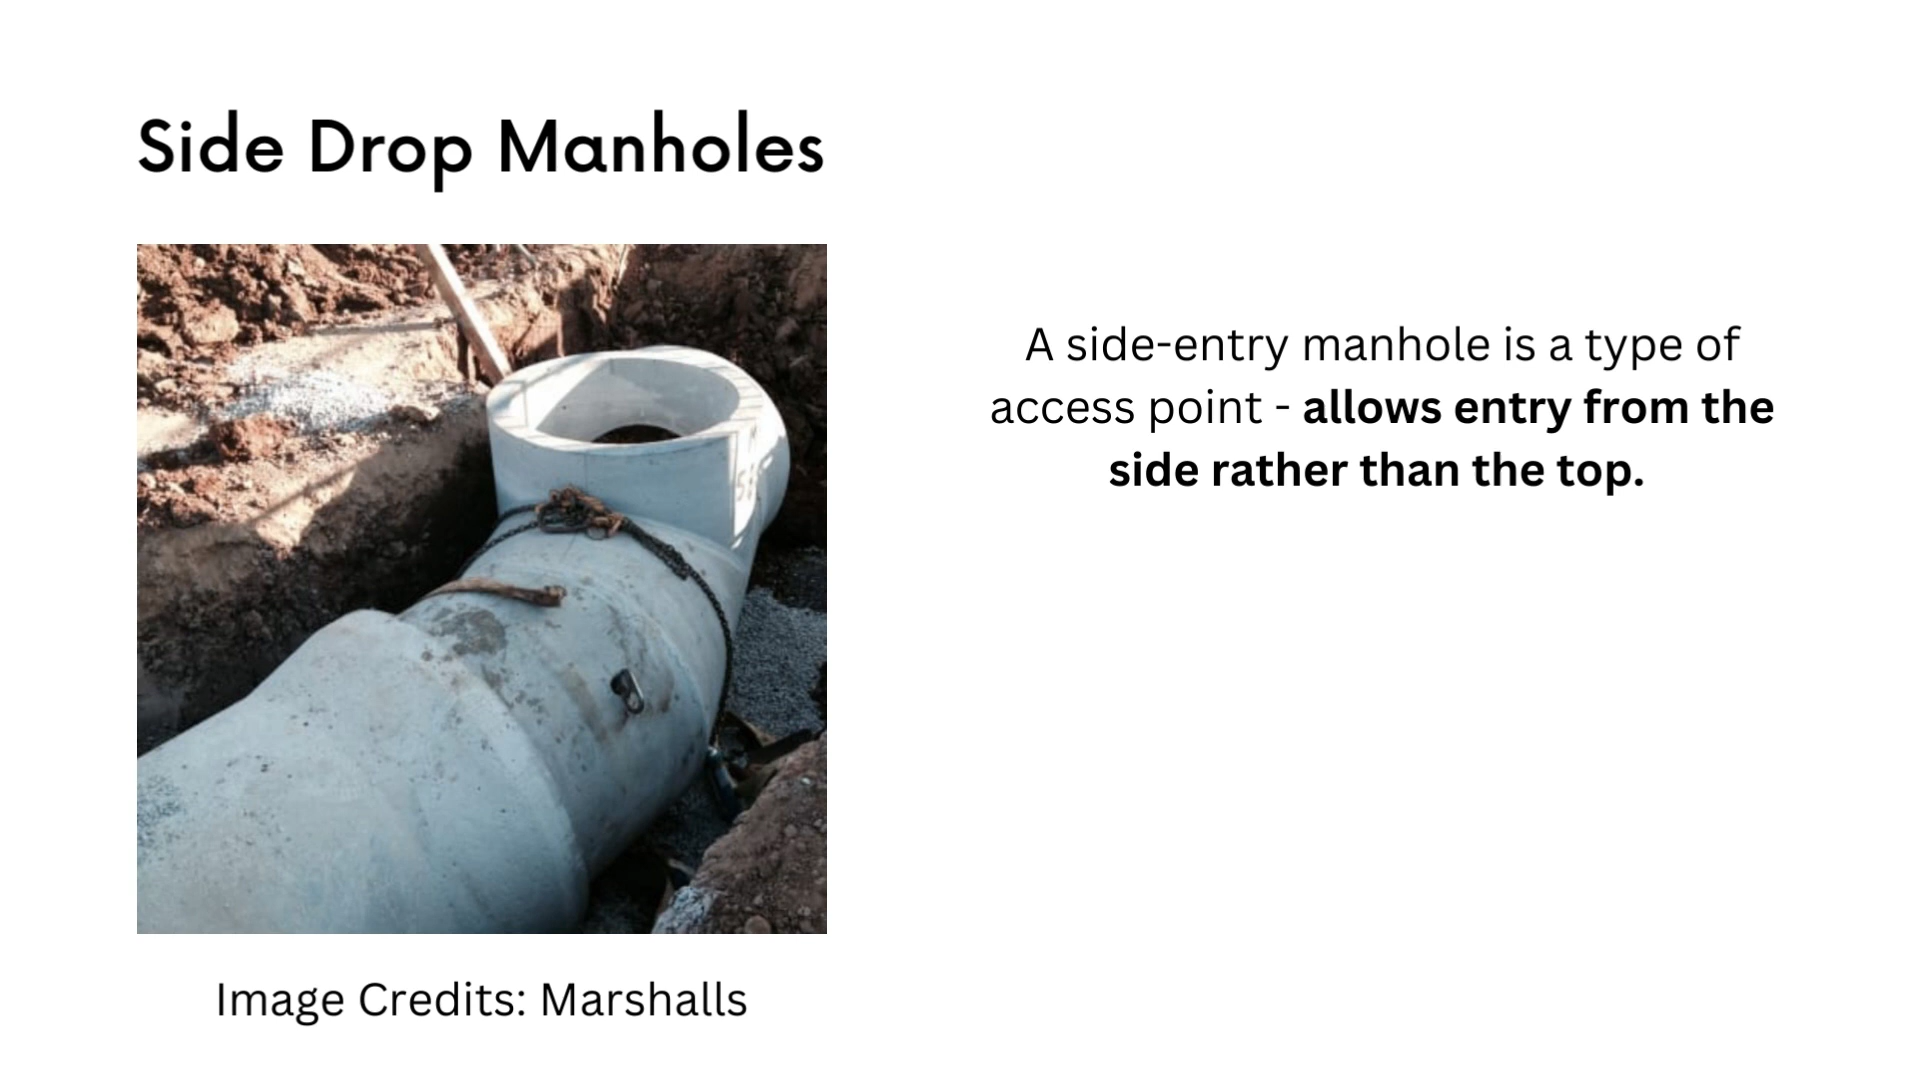 Side Drop Manholes
A side-entry manhole is a type of
access point - allows entry from the
side rather than the top.
Image Credits: Marshalls